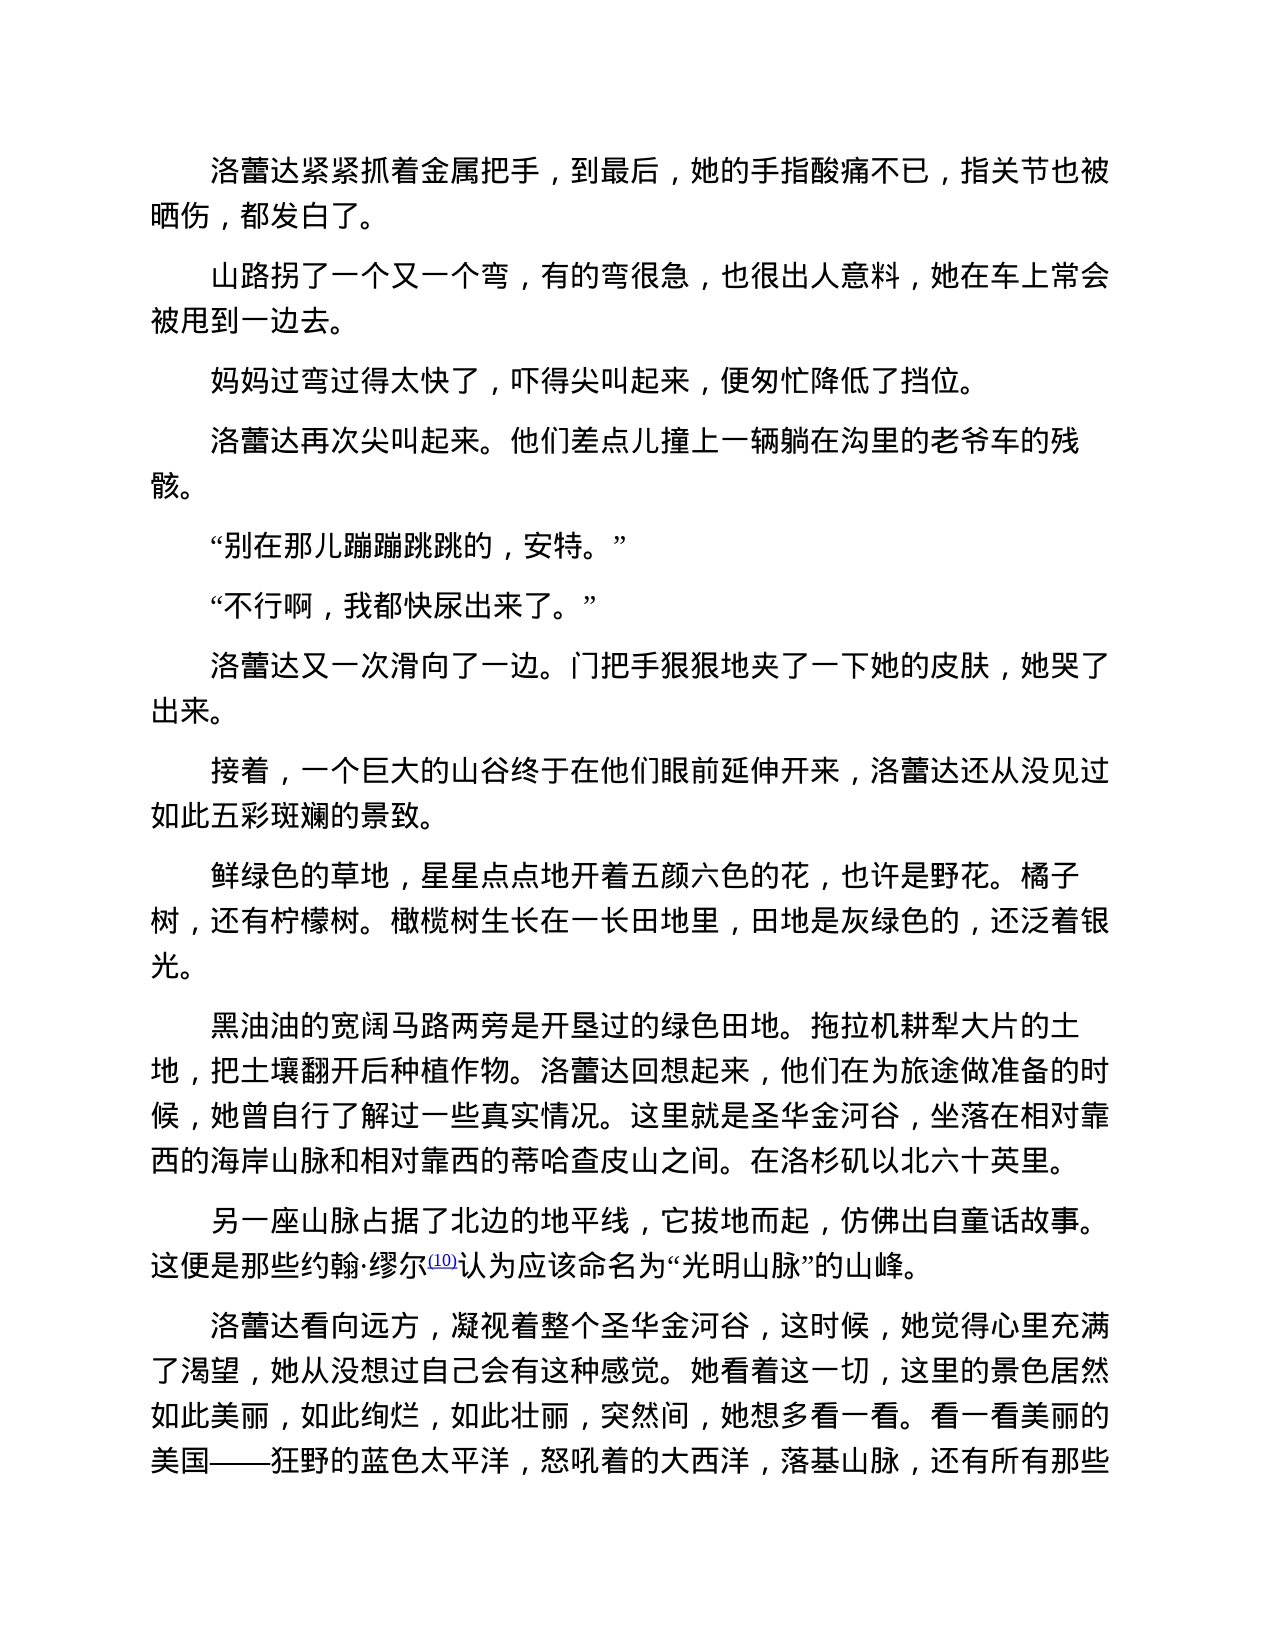 洛蕾达紧紧抓着金属把手，到最后，她的手指酸痛不已，指关节也被
晒伤，都发白了。
山路拐了一个又一个弯，有的弯很急，也很出人意料，她在车上常会
被甩到一边去。
妈妈过弯过得太快了，吓得尖叫起来，便匆忙降低了挡位。
洛蕾达再次尖叫起来。他们差点儿撞上一辆躺在沟里的老爷车的残
骸。
“别在那儿蹦蹦跳跳的，安特。”
“不行啊，我都快尿出来了。”
洛蕾达又一次滑向了一边。门把手狠狠地夹了一下她的皮肤，她哭了
出来。
接着，一个巨大的山谷终于在他们眼前延伸开来，洛蕾达还从没见过
如此五彩斑斓的景致。
鲜绿色的草地，星星点点地开着五颜六色的花，也许是野花。橘子
树，还有柠檬树。橄榄树生长在一长田地里，田地是灰绿色的，还泛着银
光。
黑油油的宽阔马路两旁是开垦过的绿色田地。拖拉机耕犁大片的土
地，把土壤翻开后种植作物。洛蕾达回想起来，他们在为旅途做准备的时
候，她曾自行了解过一些真实情况。这里就是圣华金河谷，坐落在相对靠
西的海岸山脉和相对靠西的蒂哈查皮山之间。在洛杉矶以北六十英里。
另一座山脉占据了北边的地平线，它拔地而起，仿佛出自童话故事。
这便是那些约翰·缪尔(10)认为应该命名为“光明山脉”的山峰。
洛蕾达看向远方，凝视着整个圣华金河谷，这时候，她觉得心里充满
了渴望，她从没想过自己会有这种感觉。她看着这一切，这里的景色居然
如此美丽，如此绚烂，如此壮丽，突然间，她想多看一看。看一看美丽的
美国——狂野的蓝色太平洋，怒吼着的大西洋，落基山脉，还有所有那些